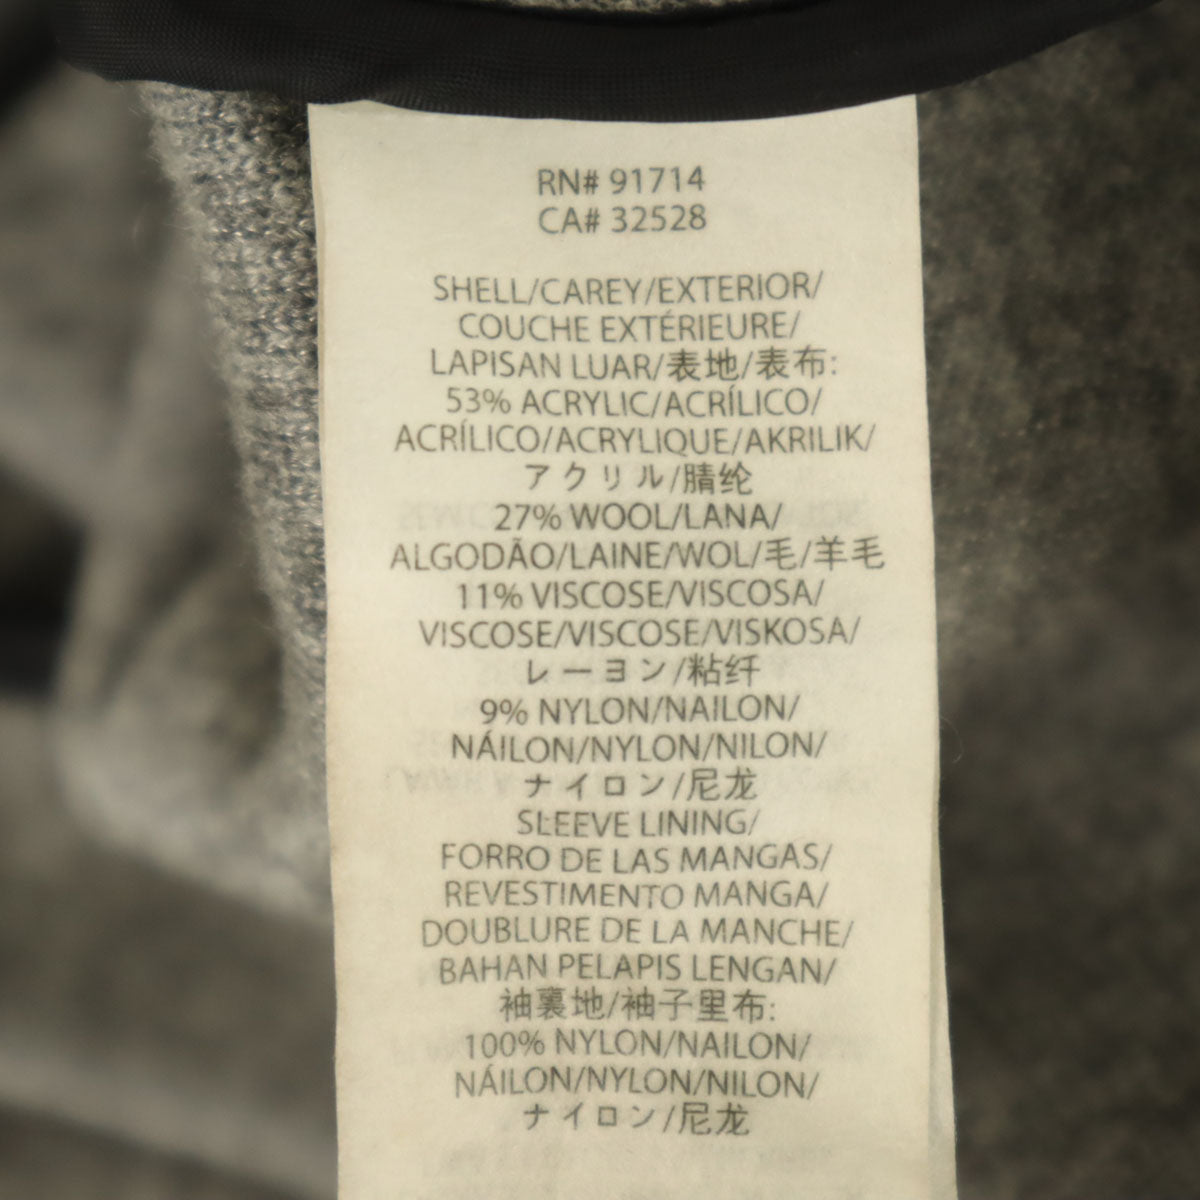 RN# 91714
CA# 32528
SHELL/CAREY/EXTERIOR/
COUCHE EXTÉRIEURE/
LAPISAN LUAR/表地/表布:
53% ACRYLIC/ACRÍLICO/
ACRÍLICO/ACRYLIQUE/AKRILIK/
アクリル/腈纶
27% WOOL/LANA/
ALGODÃO/LAINE/WOL/毛/羊毛
11% VISCOSE/VISCOSA/
VISCOSE/VISCOSE/VISKOSA/
レーヨン/粘纤
9% NYLON/NAILON/
NÁILON/NYLON/NILON/
ナイロン/尼龙
SLEEVE LINING/
FORRO DE LAS MANGAS/
REVESTIMENTO MANGA/
DOUBLURE DE LA MANCHE/
BAHAN PELAPIS LENGAN/
袖裏地/袖子里布:
100% NYLON/NAILON/
NÁILON/NYLON/NILON/
ナイロン/尼龙